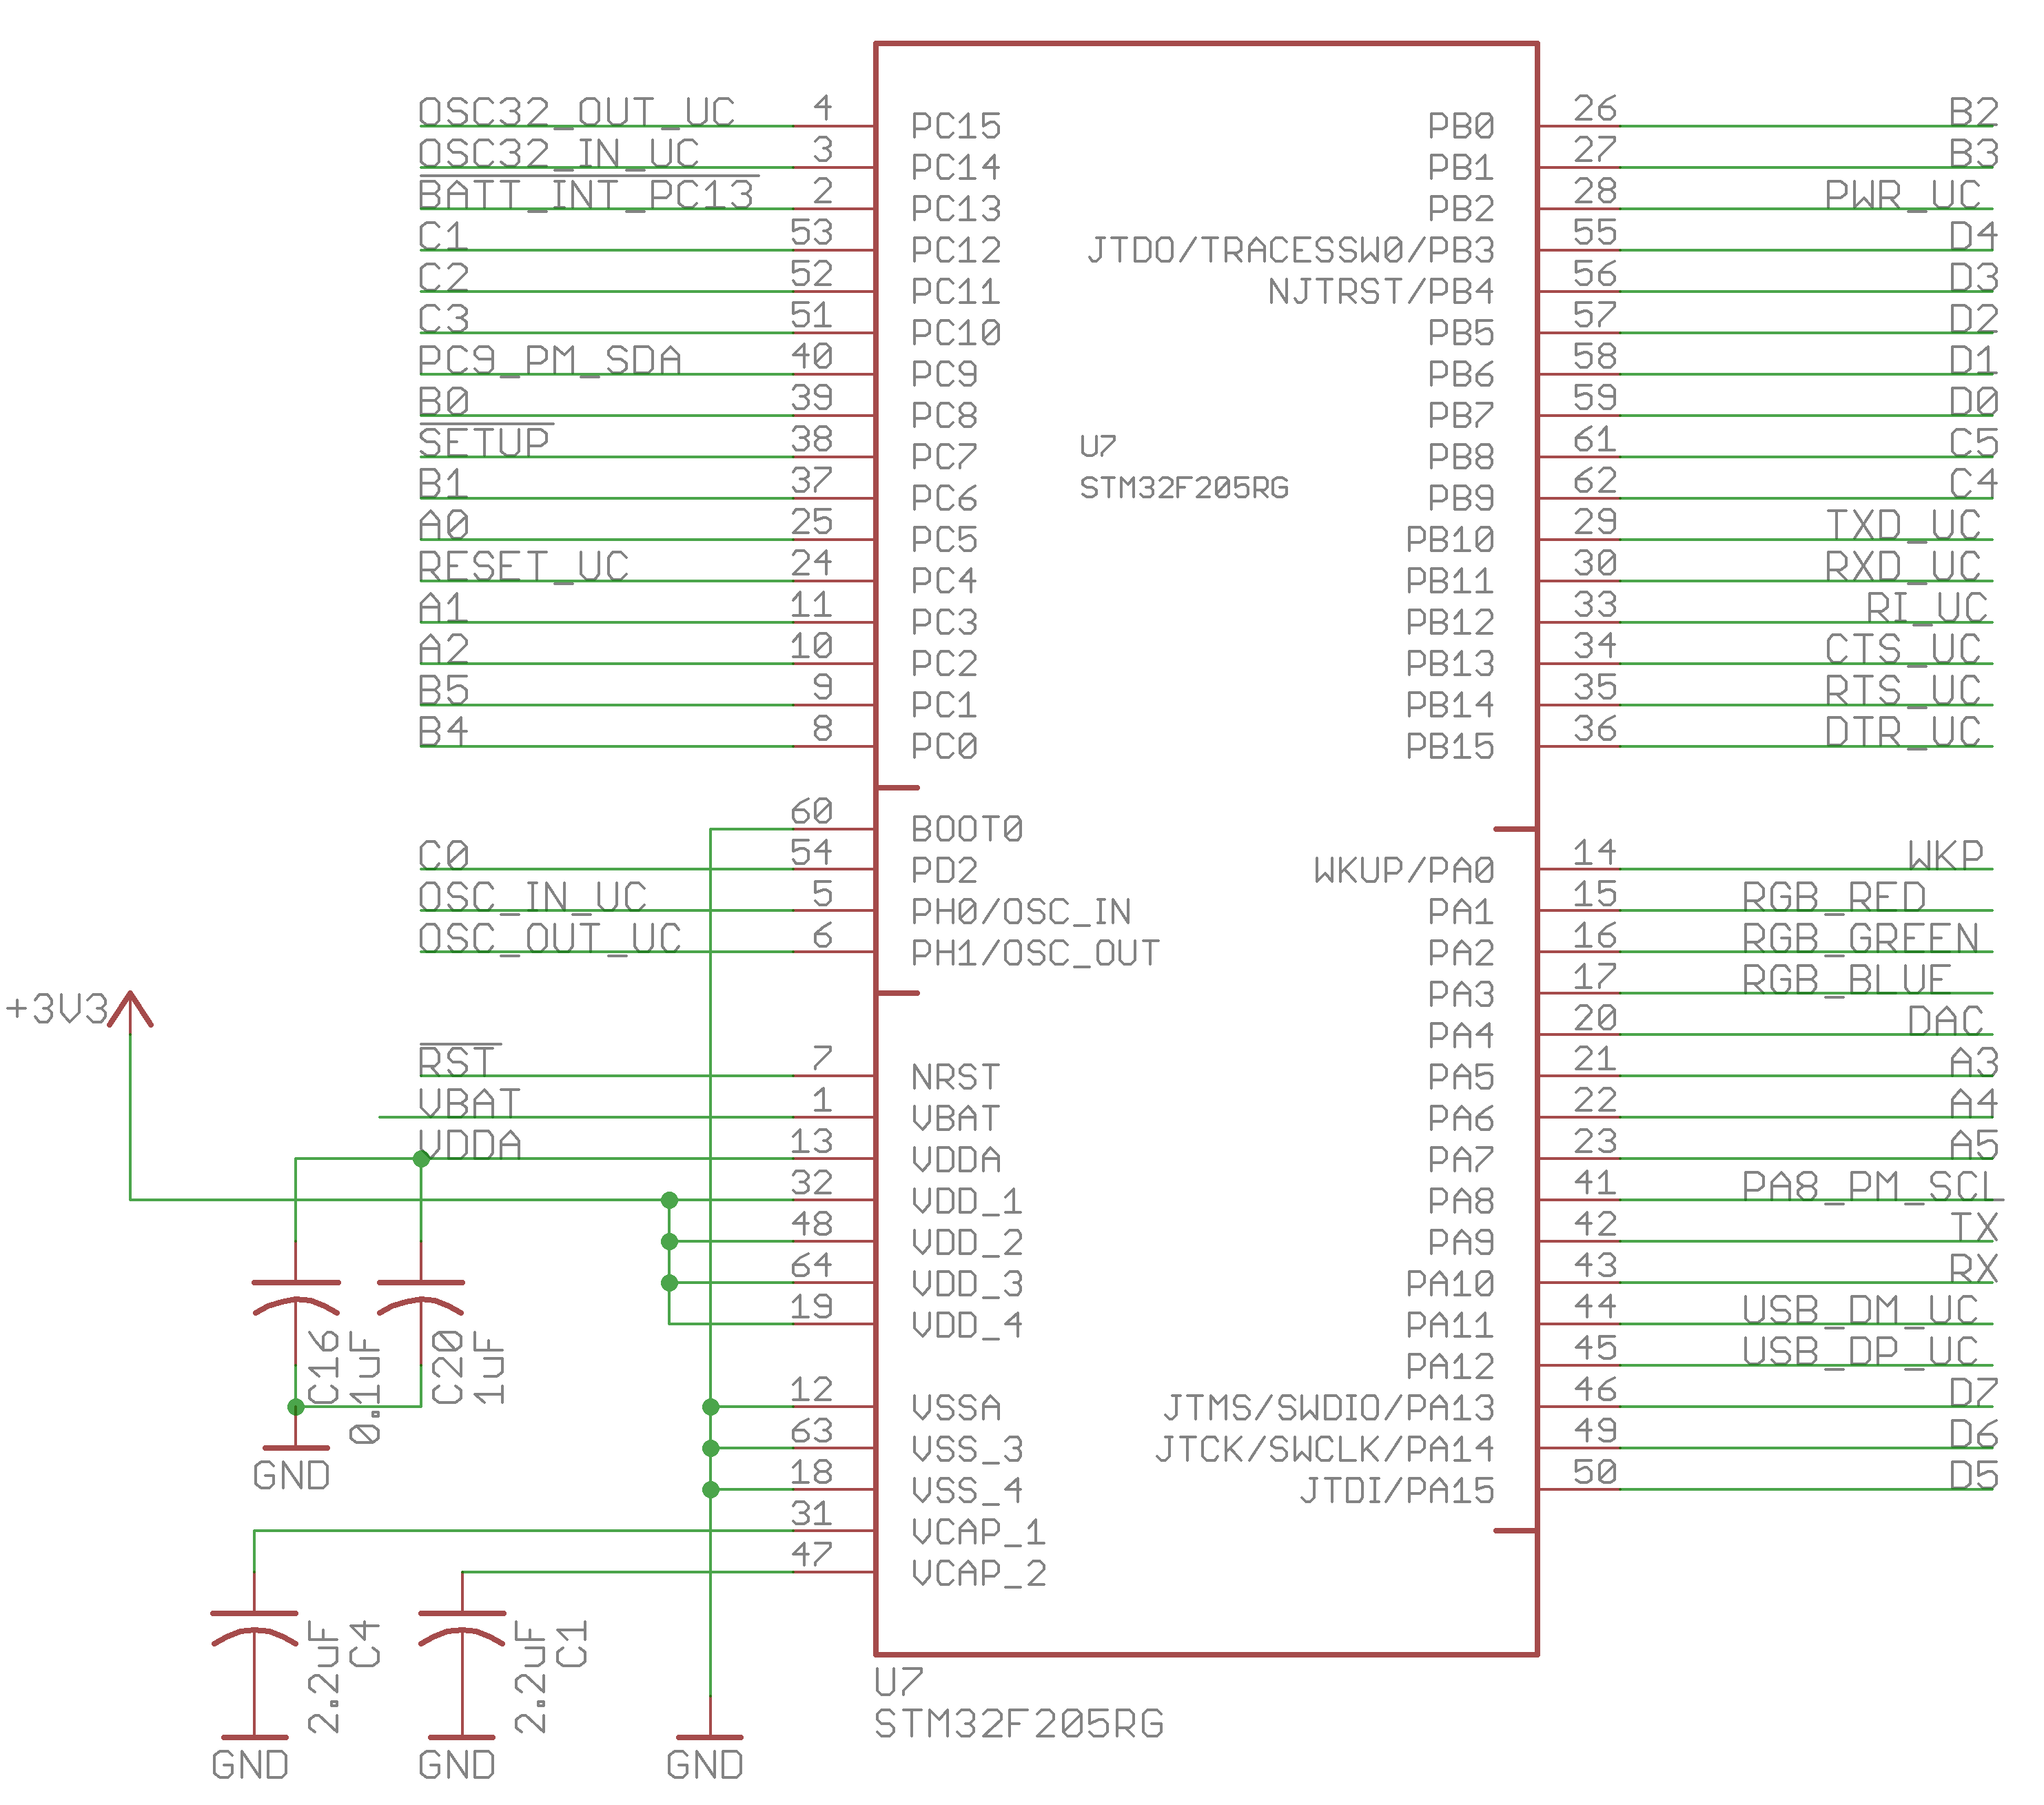 OSC32_OUT_UC 4 PC15 PB0 26 B2
OSC32_IN_UC 3 PC14 PB1 27 B3
BATT_INT_PC13 2 PC13 PB2 28 PWR_UC
C1 53 PC12 JTDO/TRACESSW0/PB3 55 D4
C2 52 PC11 NJTRST/PB4 56 D3
C3 51 PC10 PB5 57 D2
PC9_PM_SDA 40 PC9 PB6 58 D1
B0 39 PC8 PB7 59 D0
SETUP 38 PC7 U7 PB8 61 C5
B1 37 PC6 STM32F205RG PB9 62 C4
A0 25 PC5 PB10 29 TXD_UC
RESET_UC 24 PC4 PB11 30 RXD_UC
A1 11 PC3 PB12 33 RI_UC
A2 10 PC2 PB13 34 CTS_UC
B5 9 PC1 PB14 35 RTS_UC
B4 8 PC0 PB15 36 DTR_UC
60 BOOT0
C0 54 PD2 WKUP/PA0 14 WKP
OSC_IN_UC 5 PH0/OSC_IN PA1 15 RGB_RED
OSC_OUT_UC 6 PH1/OSC_OUT PA2 16 RGB_GREEN
+3V3 PA3 17 RGB_BLUE
PA4 20 DAC
RST 7 NRST PA5 21 A3
VBAT 1 VBAT PA6 22 A4
VDDA 13 VDDA PA7 23 A5
32 VDD_1 PA8 41 PA8_PM_SCL
48 VDD_2 PA9 42 TX
64 VDD_3 PA10 43 RX
19 VDD_4 PA11 44 USB_DM_UC
PA12 45 USB_DP_UC
C16
0.1uF
C20
1uF
12 VSSA JTMS/SWDIO/PA13 46 D7
63 VSS_3 JTCK/SWCLK/PA14 49 D6
GND 18 VSS_4 JTDI/PA15 50 D5
31 VCAP_1
47 VCAP_2
2.2uF
C4
2.2uF
C1
U7
STM32F205RG
GND GND GND